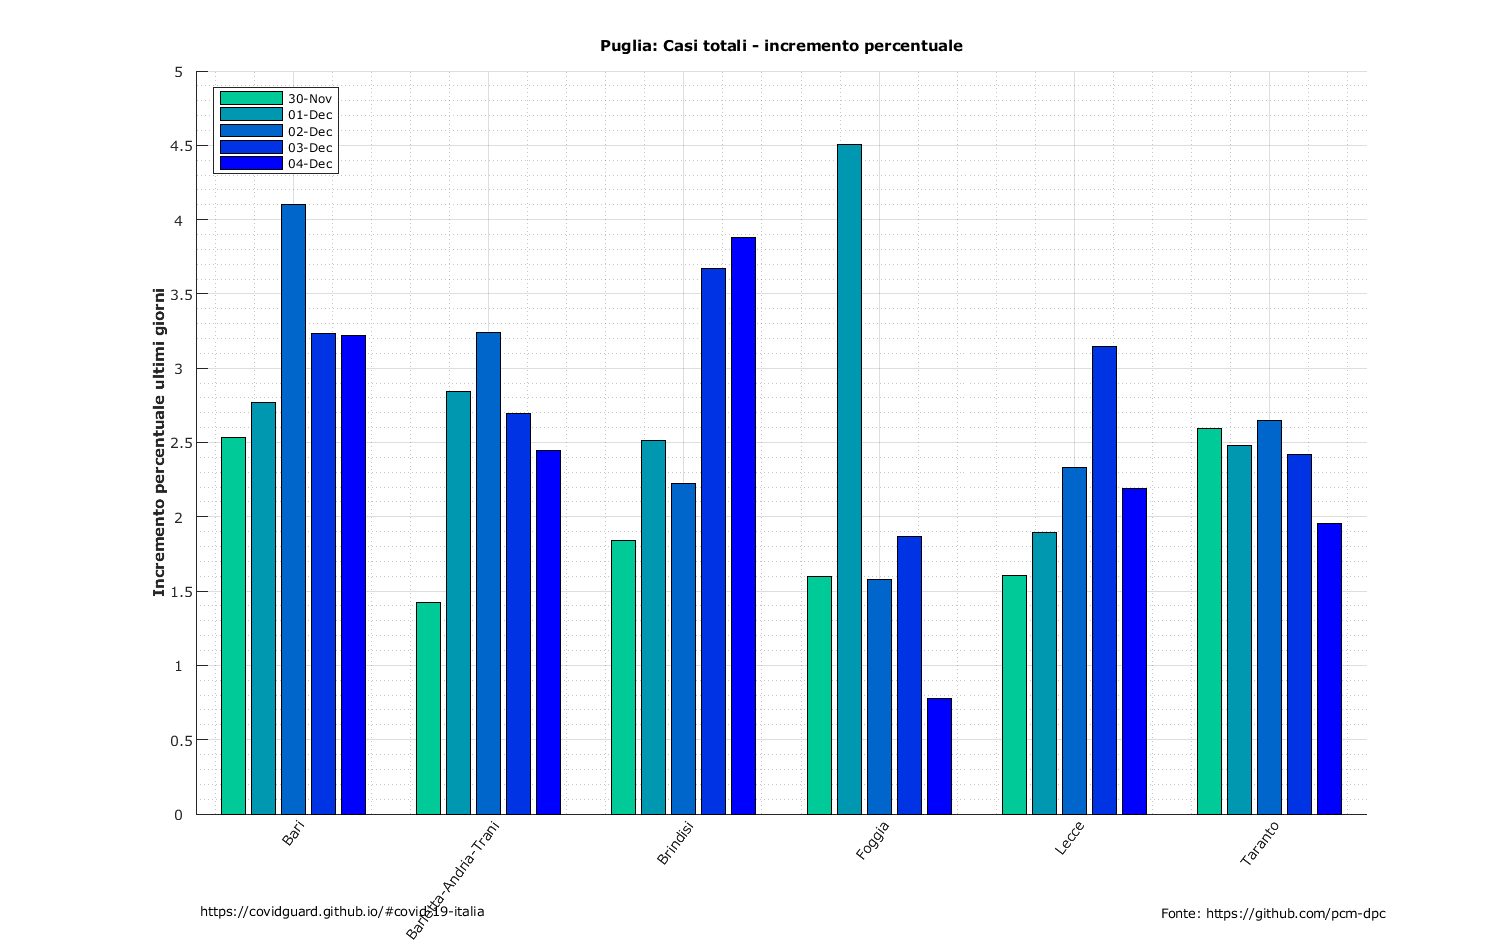 Puglia: Casi totali - incremento percentuale
Incremento percentuale ultimi giorni
5
4.5
4
3.5
3
2.5
2
1.5
1
0.5
0
30-Nov
01-Dec
02-Dec
03-Dec
04-Dec
Bari
Barletta-Andria-Trani
Brindisi
Foggia
Lecce
Taranto
https://covidguard.github.io/#covid-19-italia
Fonte: https://github.com/pcm-dpc